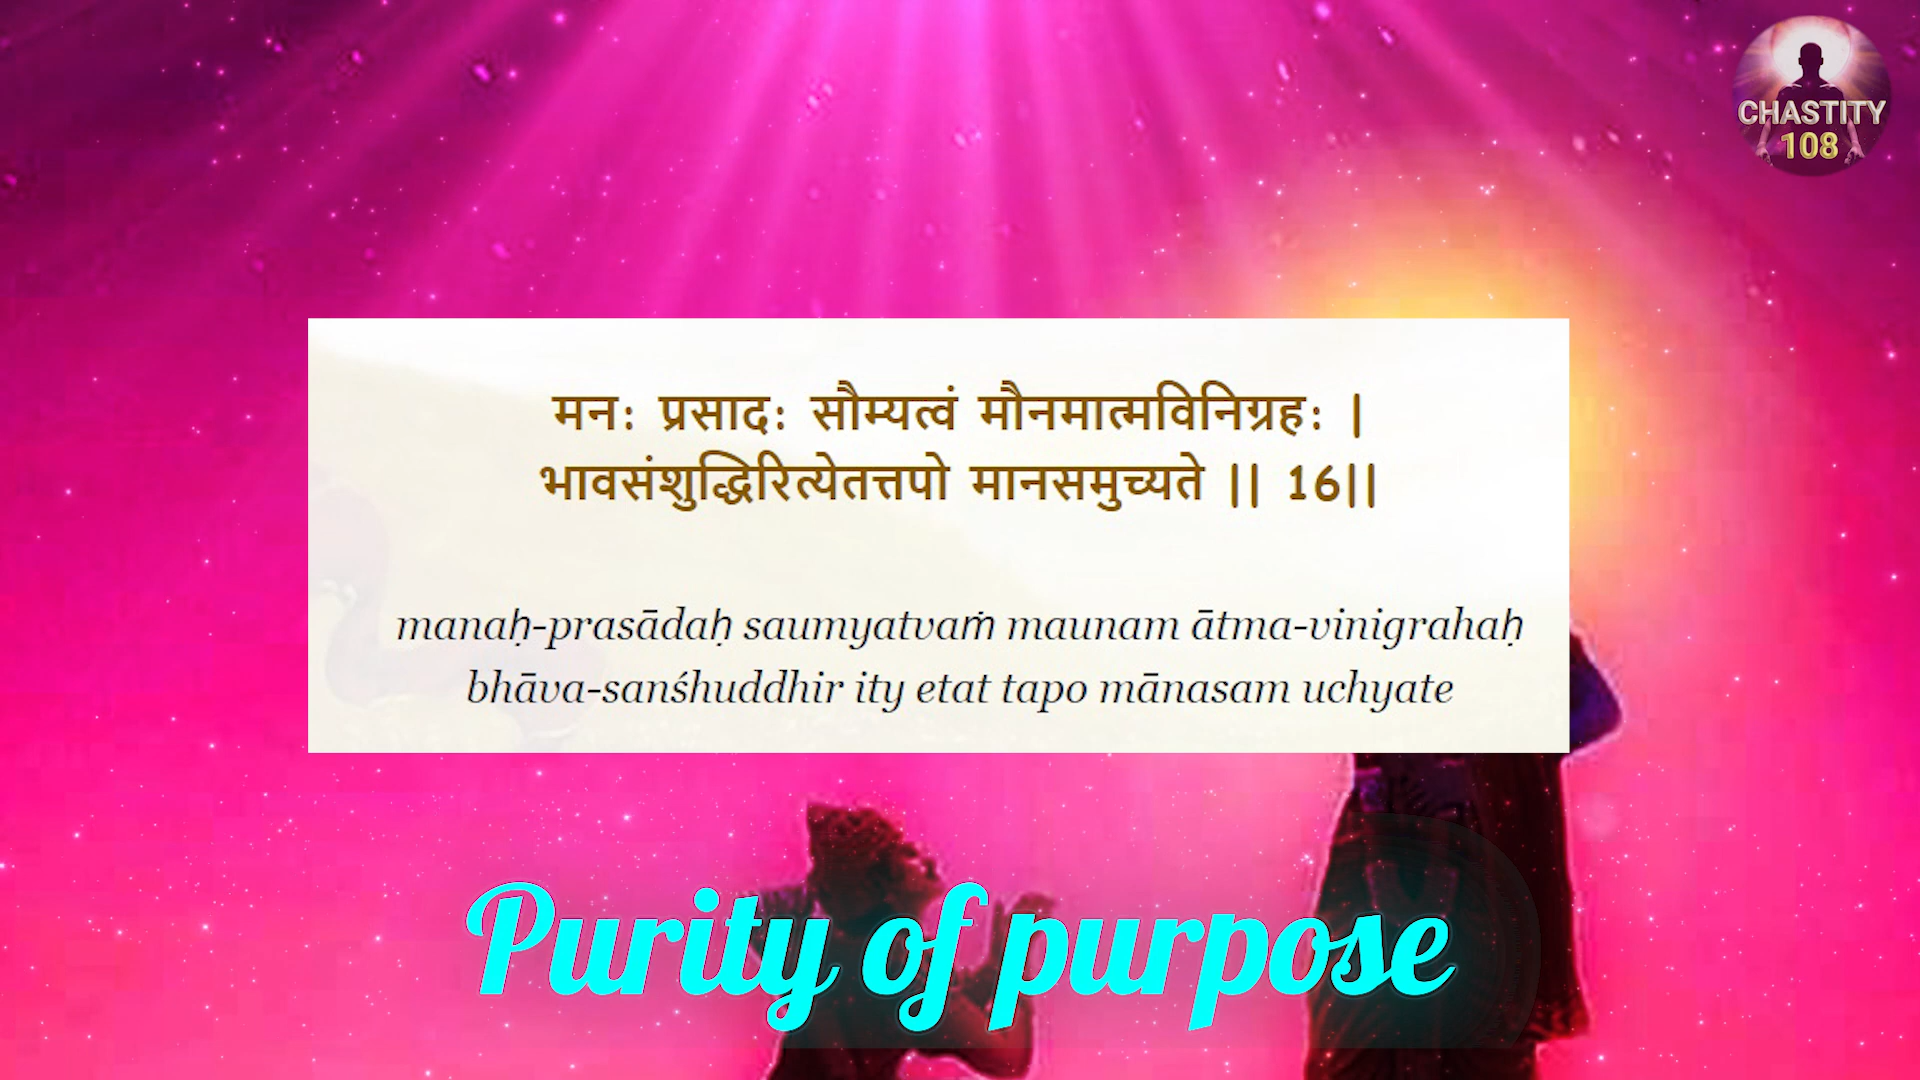 CHASTITY
108
मनः प्रसादः सौम्यत्वं मौनमात्मविनिग्रहः |
भावसंशुद्धिरित्येतत्तपो मानसमुच्यते || 16||
manaḥ-prasādaḥ saumyatvaṁ maunam ātma-vinigrahaḥ
bhāva-sanśhuddhir ity etat tapo mānasam uchyate
Purity of purpose